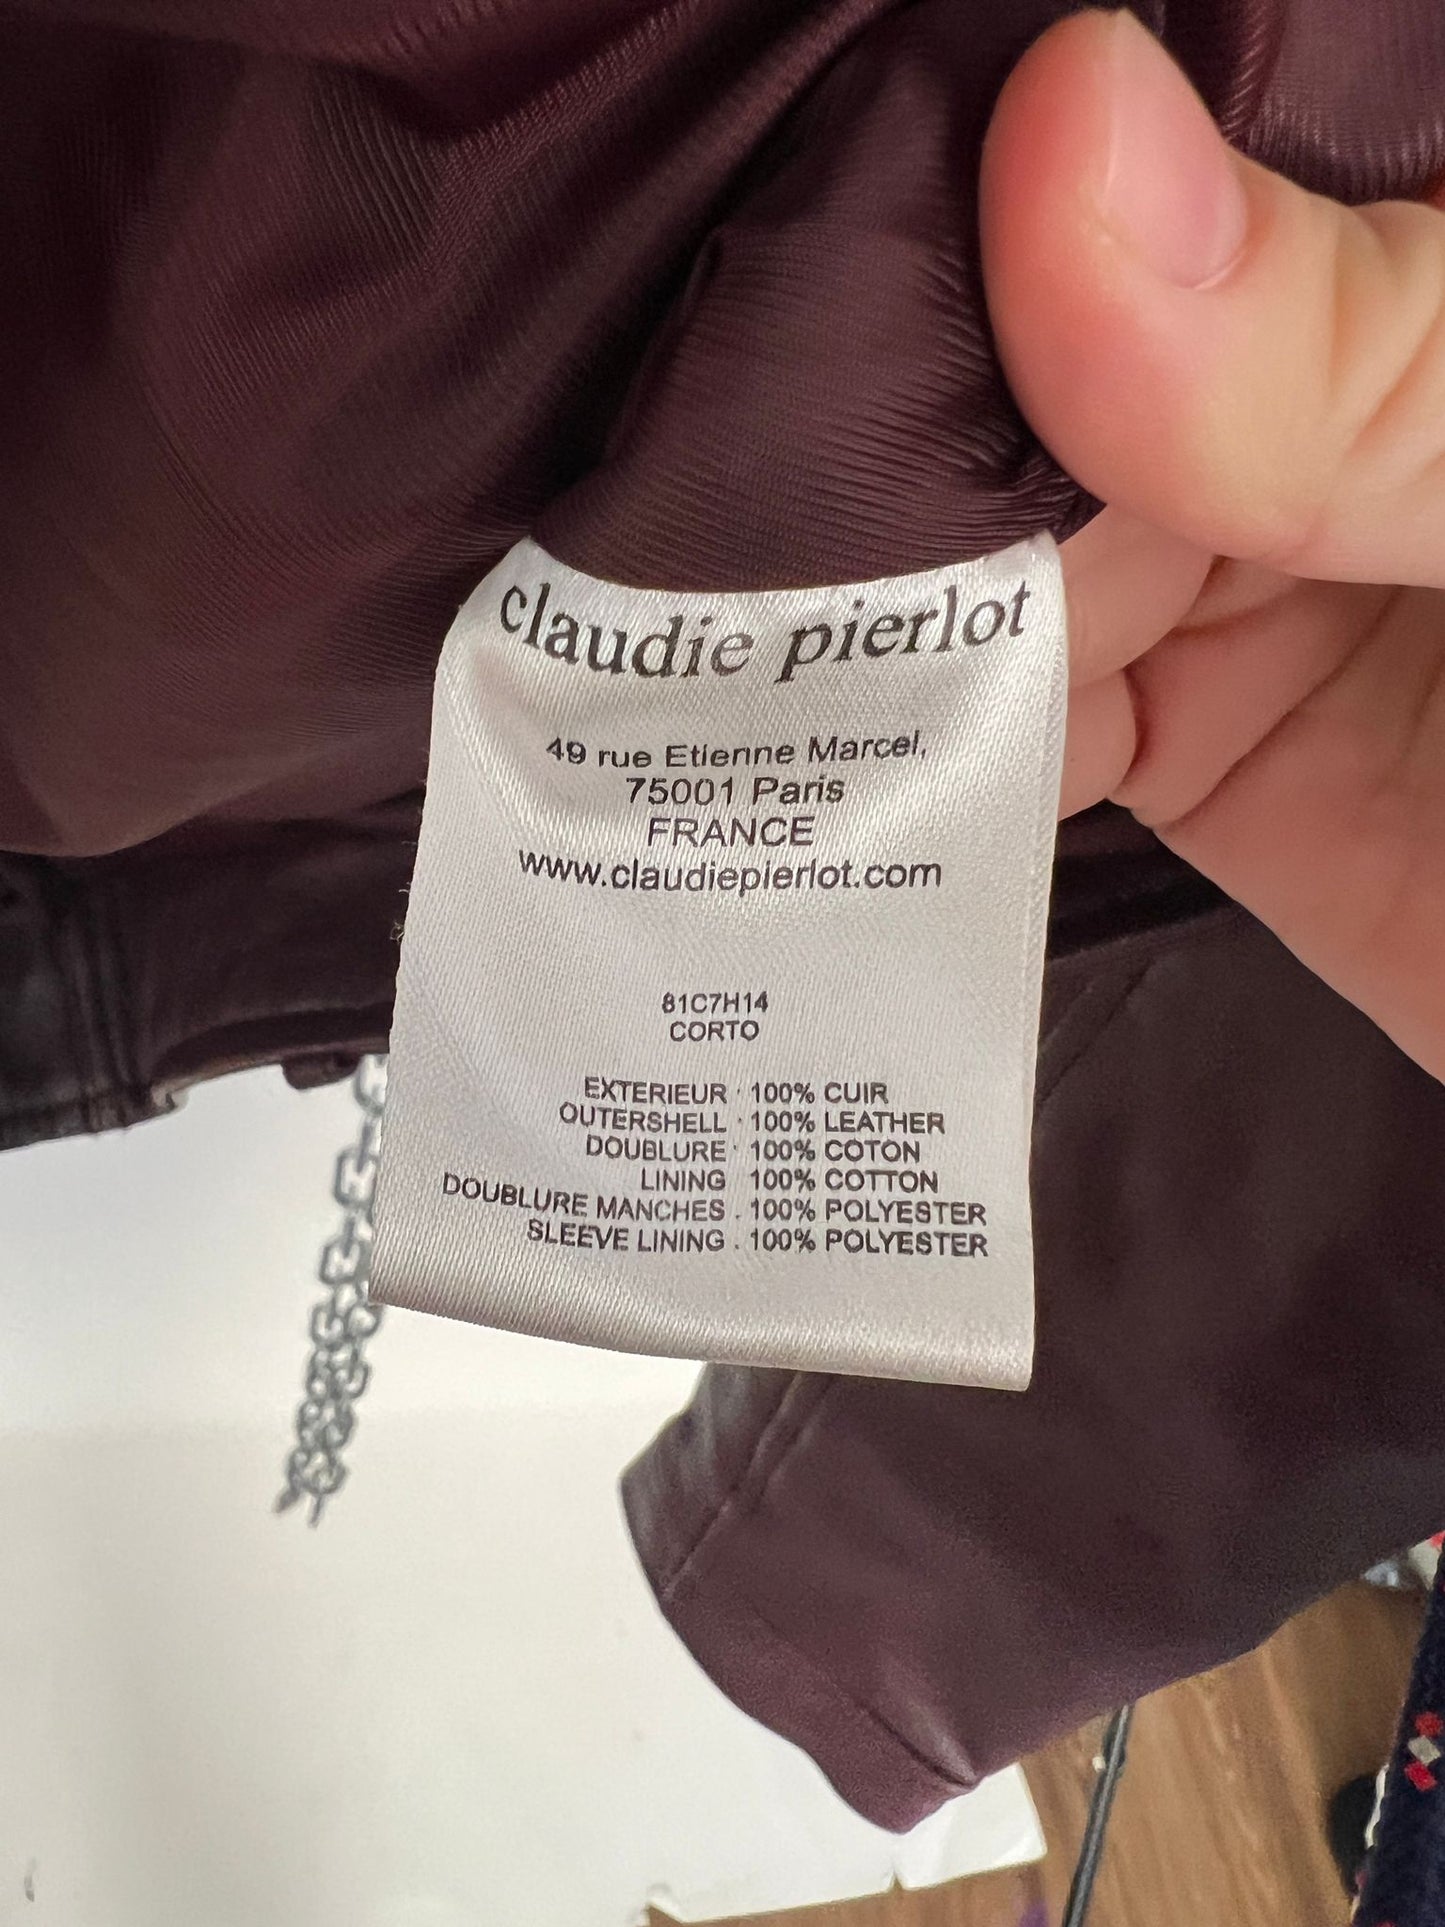 claudie pierlot
49 rue Etienne Marcel,
75001 Paris
FRANCE
www.claudiepierlot.com
81C7H14
CORTO
EXTERIEUR : 100% CUIR
OUTERSHELL : 100% LEATHER
DOUBLURE : 100% COTON
LINING 100% COTTON
DOUBLURE MANCHES : 100% POLYESTER
SLEEVE LINING : 100% POLYESTER